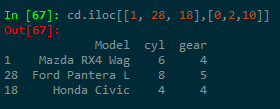 In [67]: cd.iloc[[1, 28, 18],[0,2,10]]
Out[67]:
Model cyl gear
1 Mazda RX4 Wag 6 4
28 Ford Pantera L 8 5
18 Honda Civic 4 4